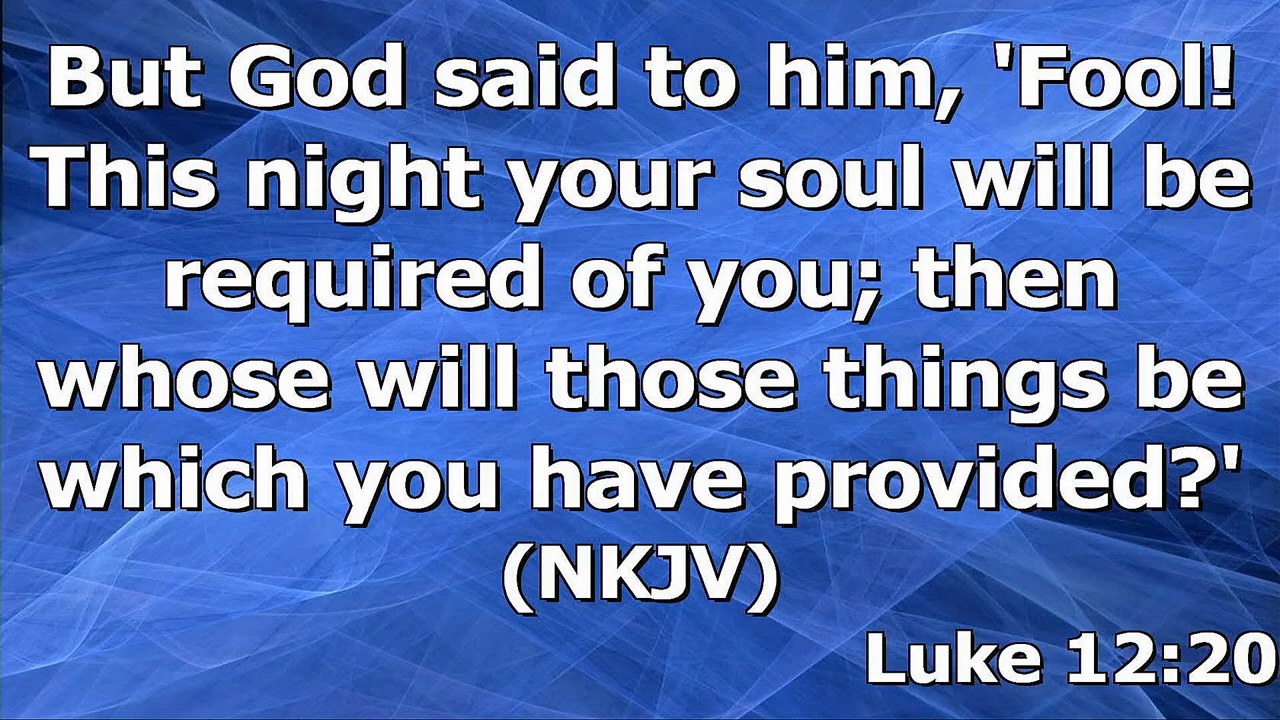 But God said to him, 'Fool!
This night your soul will be
required of you; then
whose will those things be
which you have provided?'
(NKJV)
Luke 12:20